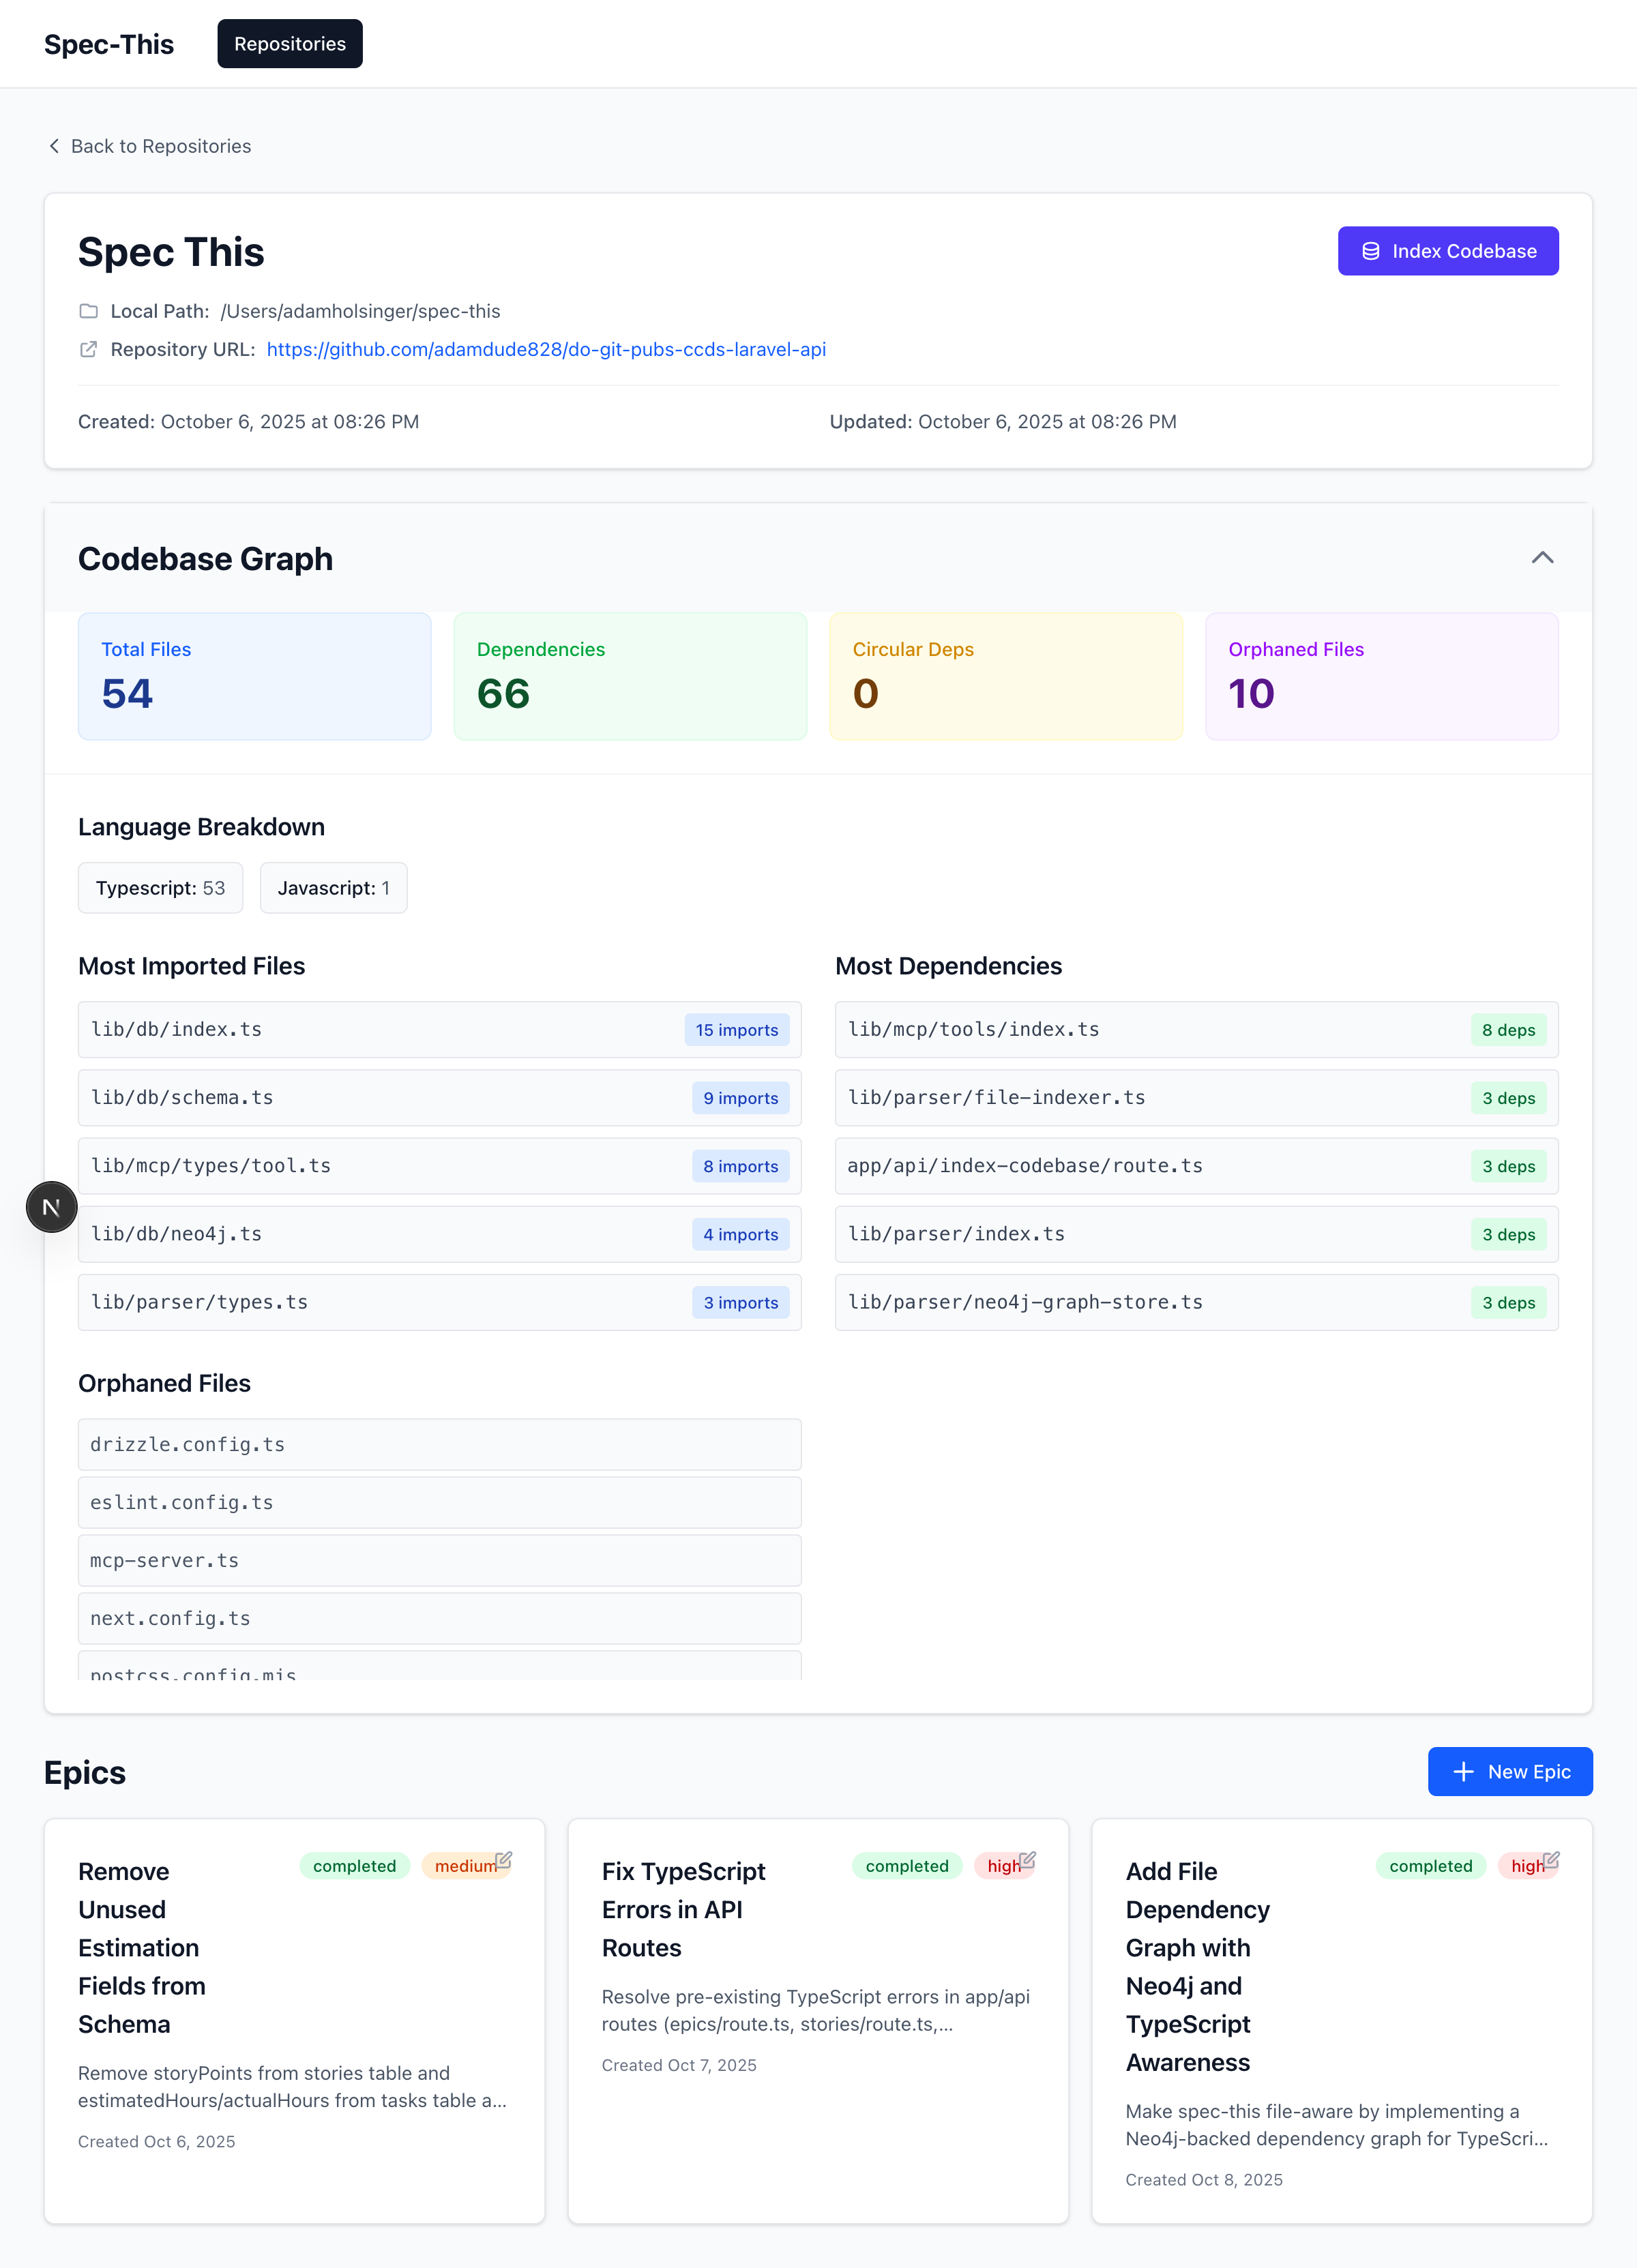 Spec-This
Repositories
Back to Repositories
Spec This
Index Codebase
Local Path: /Users/adamholsinger/spec-this
Repository URL: https://github.com/adamdude828/do-git-pubs-ccds-laravel-api
Created: October 6, 2025 at 08:26 PM
Updated: October 6, 2025 at 08:26 PM
Codebase Graph
Total Files
54
Dependencies
66
Circular Deps
0
Orphaned Files
10
Language Breakdown
Typescript: 53
Javascript: 1
Most Imported Files
lib/db/index.ts
15 imports
lib/db/schema.ts
9 imports
lib/mcp/types/tool.ts
8 imports
lib/db/neo4j.ts
4 imports
lib/parser/types.ts
3 imports
Most Dependencies
lib/mcp/tools/index.ts
8 deps
lib/parser/file-indexer.ts
3 deps
app/api/index-codebase/route.ts
3 deps
lib/parser/index.ts
3 deps
lib/parser/neo4j-graph-store.ts
3 deps
N
Orphaned Files
drizzle.config.ts
eslint.config.ts
mcp-server.ts
next.config.ts
postcss.config.mjs
Epics
New Epic
Remove
Unused
Estimation
Fields from
Schema
completed
medium
Remove storyPoints from stories table and
estimatedHours/actualHours from tasks table a...
Created Oct 6, 2025
Fix TypeScript
Errors in API
Routes
completed
high
Resolve pre-existing TypeScript errors in app/api
routes (epics/route.ts, stories/route.ts,...
Created Oct 7, 2025
Add File
Dependency
Graph with
Neo4j and
TypeScript
Awareness
completed
high
Make spec-this file-aware by implementing a
Neo4j-backed dependency graph for TypeScri...
Created Oct 8, 2025